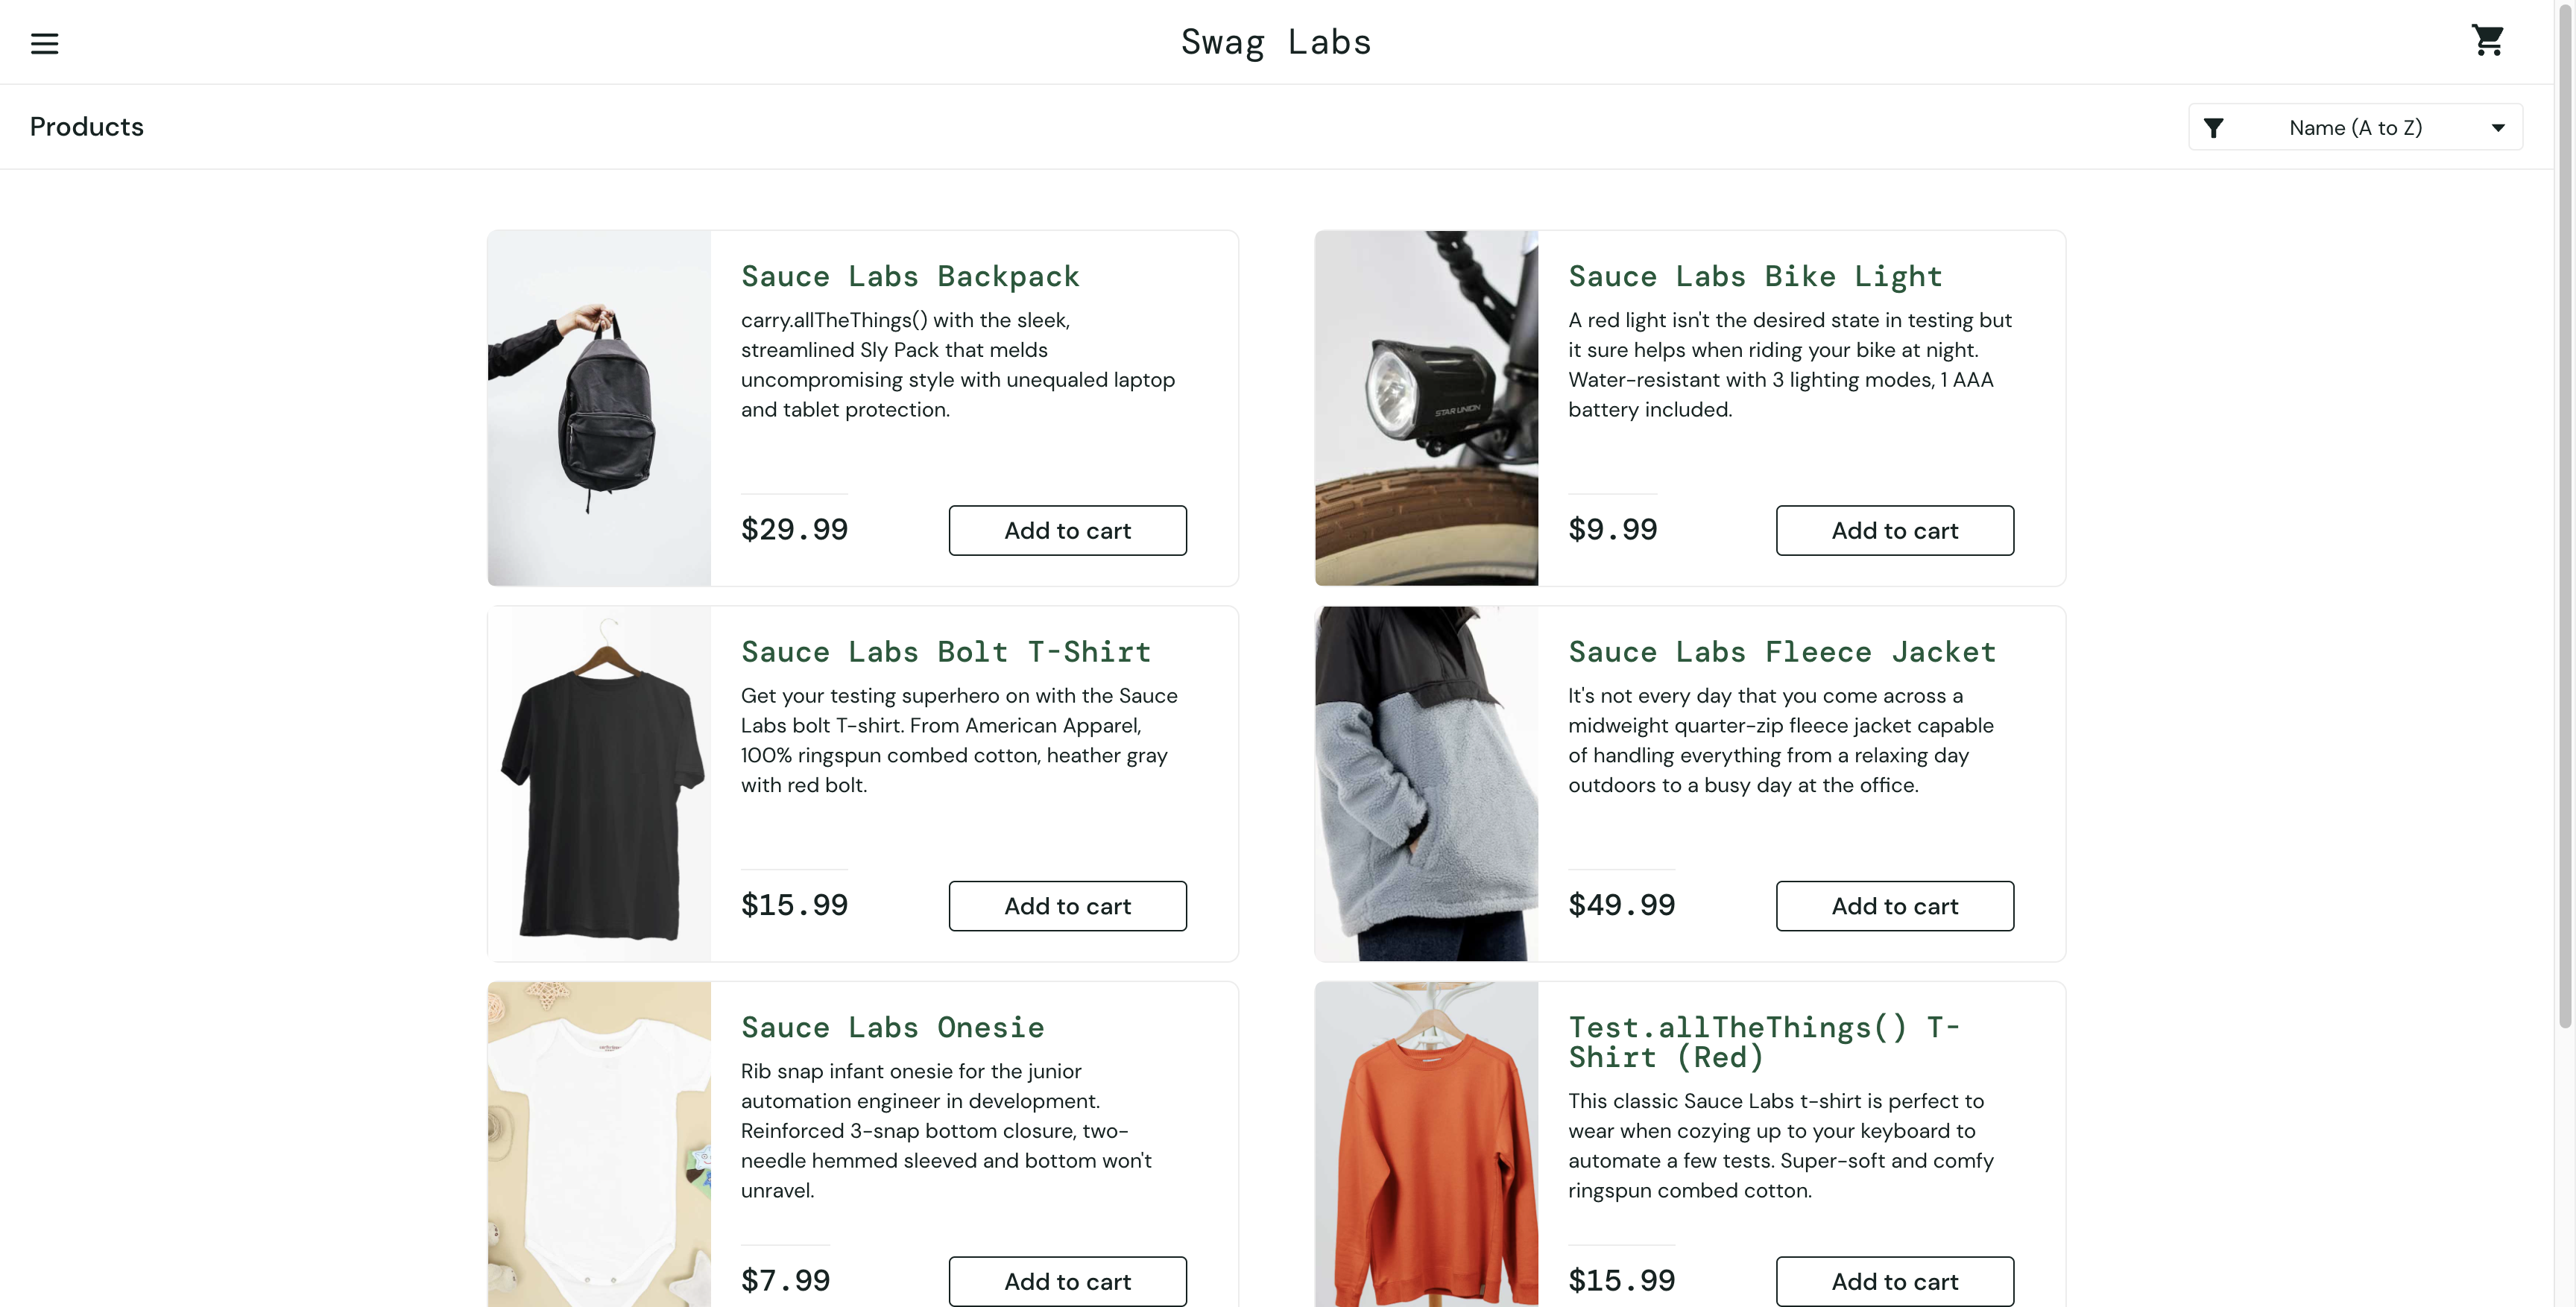 Swag Labs
Products
Name (A to Z)
Sauce Labs Backpack
carry.allTheThings() with the sleek,
streamlined Sly Pack that melds
uncompromising style with unequaled laptop
and tablet protection.
$29.99
Add to cart
STAR UNION
Sauce Labs Bike Light
A red light isn't the desired state in testing but
it sure helps when riding your bike at night.
Water-resistant with 3 lighting modes, 1 AAA
battery included.
$9.99
Add to cart
Sauce Labs Bolt T-Shirt
Get your testing superhero on with the Sauce
Labs bolt T-shirt. From American Apparel,
100% ringspun combed cotton, heather gray
with red bolt.
$15.99
Add to cart
Sauce Labs Fleece Jacket
It's not every day that you come across a
midweight quarter-zip fleece jacket capable
of handling everything from a relaxing day
outdoors to a busy day at the office.
$49.99
Add to cart
Sauce Labs Onesie
Rib snap infant onesie for the junior
automation engineer in development.
Reinforced 3-snap bottom closure, two-
needle hemmed sleeved and bottom won't
unravel.
$7.99
Add to cart
Test.allTheThings() T-
Shirt (Red)
This classic Sauce Labs t-shirt is perfect to
wear when cozying up to your keyboard to
automate a few tests. Super-soft and comfy
ringspun combed cotton.
$15.99
Add to cart